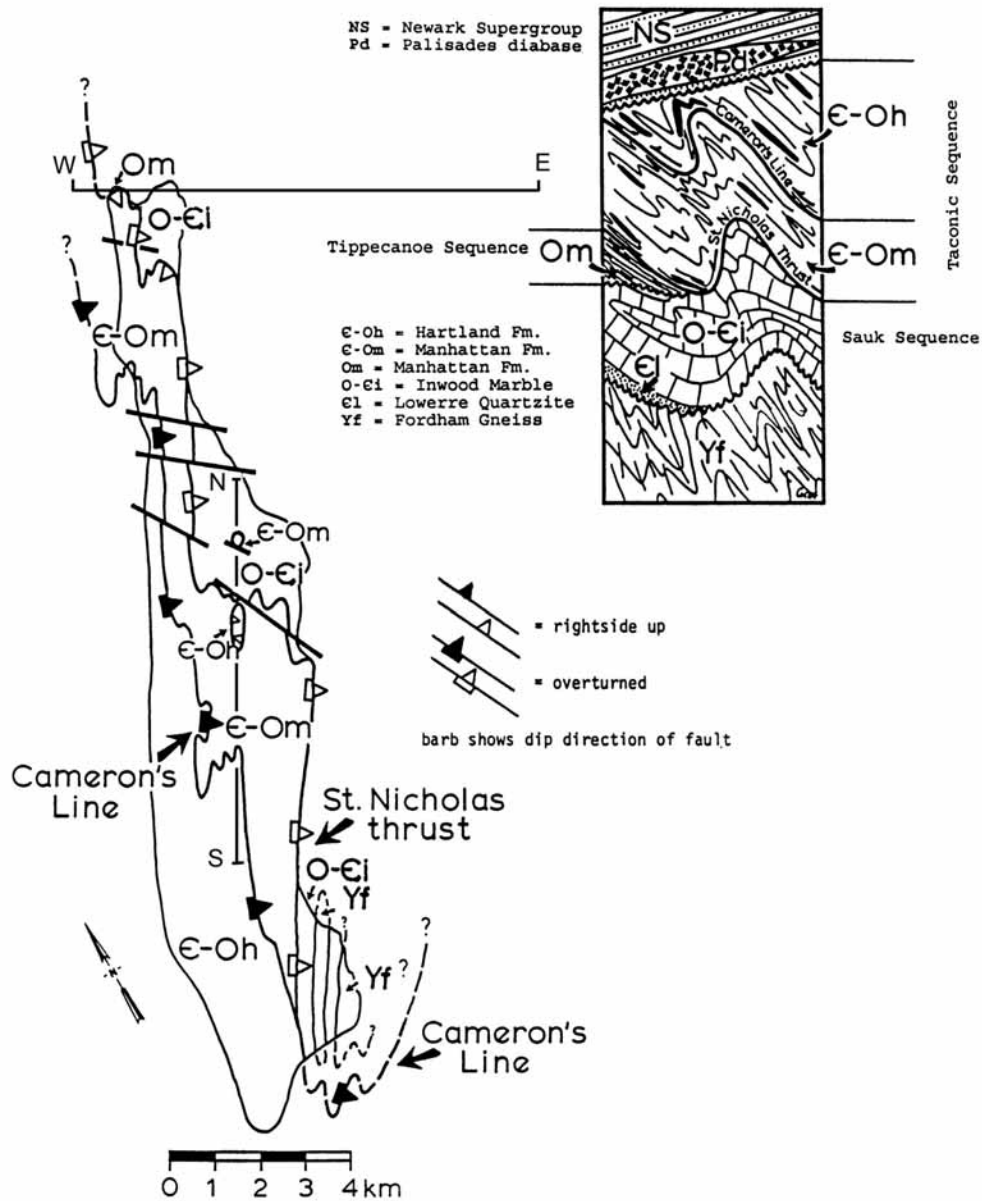 NS = Newark Supergroup
Pd = Palisades diabase
NS
Pd
Cameron's Line
Є-Oh
Taconic Sequence
St. Nicholas Thrust
Є-Om
Tippecanoe Sequence
Om
O-Єi
Sauk Sequence
Єl
Yf
Є-Oh = Hartland Fm.
Є-Om = Manhattan Fm.
Om = Manhattan Fm.
O-Єi = Inwood Marble
Єl = Lowerre Quartzite
Yf = Fordham Gneiss
?
W
E
Om
O-Єi
?
Є-Om
N
Є-Om
O-Єi
Є-Oh
Є-Om
Cameron's
Line
St. Nicholas
thrust
S
O-Єi
Yf
?
?
Є-Oh
Yf
?
?
Cameron's
Line
= rightside up
= overturned
barb shows dip direction of fault
0 1 2 3 4 km